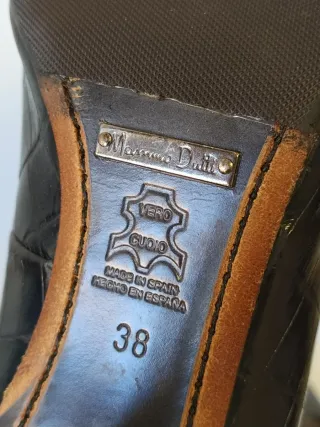 Massimo Dutti
VERO
CUOIO
MADE IN SPAIN
HECHO EN ESPAÑA
38